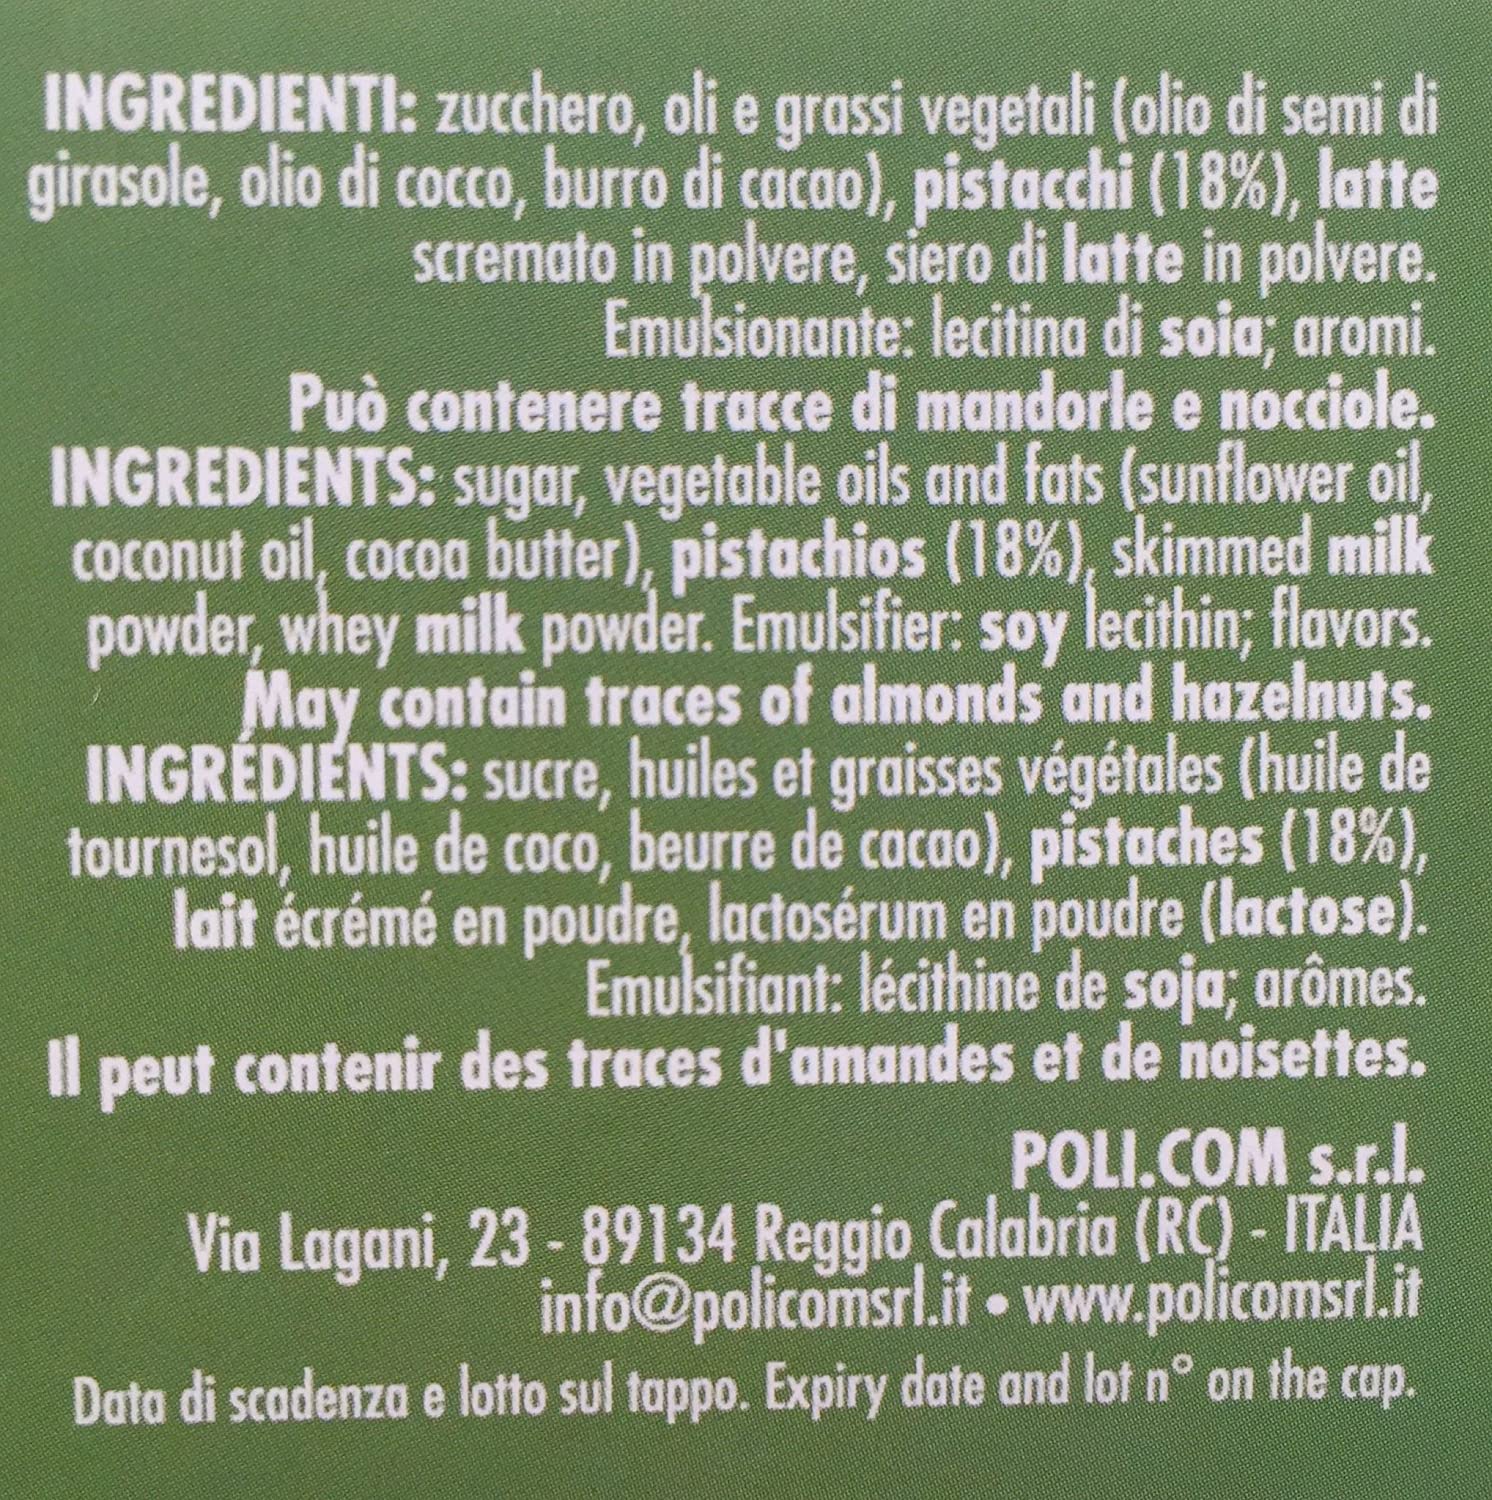 INGREDIENTI: zucchero, oli e grassi vegetali (olio di semi di
girasole, olio di cocco, burro di cacao), pistacchi (18%), latte
scremato in polvere, siero di latte in polvere.
Emulsionante: lecitina di soia; aromi.
Può contenere tracce di mandorle e nocciole.
INGREDIENTS: sugar, vegetable oils and fats (sunflower oil,
coconut oil, cocoa butter), pistachios (18%), skimmed milk
powder, whey milk powder. Emulsifier: soy lecithin; flavors.
May contain traces of almonds and hazelnuts.
INGRÉDIENTS: sucre, huiles et graisses végétales (huile de
tournesol, huile de coco, beurre de cacao), pistaches (18%),
lait écrémé en poudre, lactosérum en poudre (lactose).
Emulsifiant: lécithine de soja; arômes.
Il peut contenir des traces d'amandes et de noisettes.
POLI.COM s.r.l.
Via Lagani, 23 - 89134 Reggio Calabria (RC) - ITALIA
info@policomsrl.it • www.policomsrl.it
Data di scadenza e lotto sul tappo. Expiry date and lot n° on the cap.